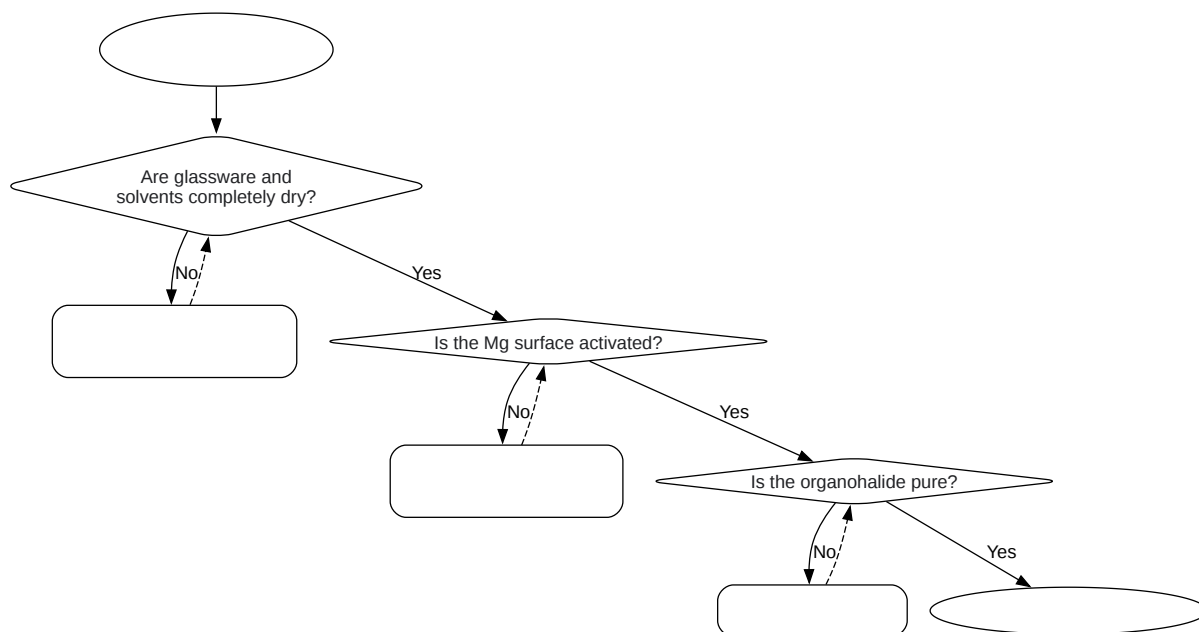 Are glassware and
solvents completely dry?
No
Yes
Is the Mg surface activated?
No
Yes
Is the organohalide pure?
No
Yes